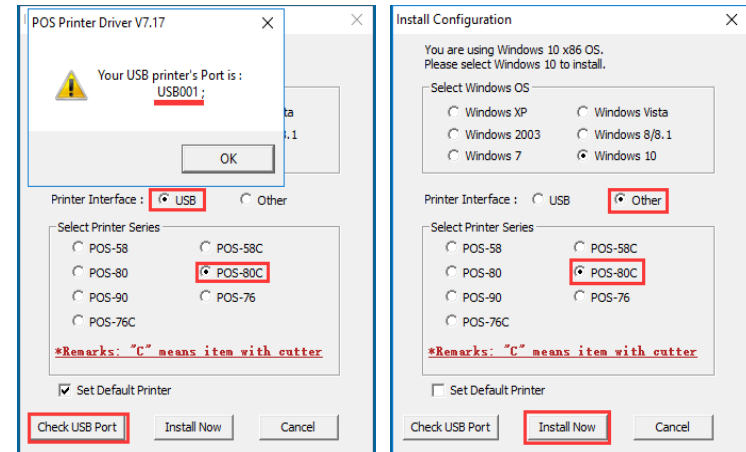 POS Printer Driver V7.17
Your USB printer's Port is :
USB001 ;
OK
Printer Interface : USB Other
Select Printer Series
POS-58 POS-58C
POS-80 POS-80C
POS-90 POS-76
POS-76C
*Remarks: "C" means item with cutter
Set Default Printer
Check USB Port Install Now Cancel
Install Configuration
You are using Windows 10 x86 OS.
Please select Windows 10 to install.
Select Windows OS
Windows XP Windows Vista
Windows 2003 Windows 8/8.1
Windows 7 Windows 10
Printer Interface : USB Other
Select Printer Series
POS-58 POS-58C
POS-80 POS-80C
POS-90 POS-76
POS-76C
*Remarks: "C" means item with cutter
Set Default Printer
Check USB Port Install Now Cancel